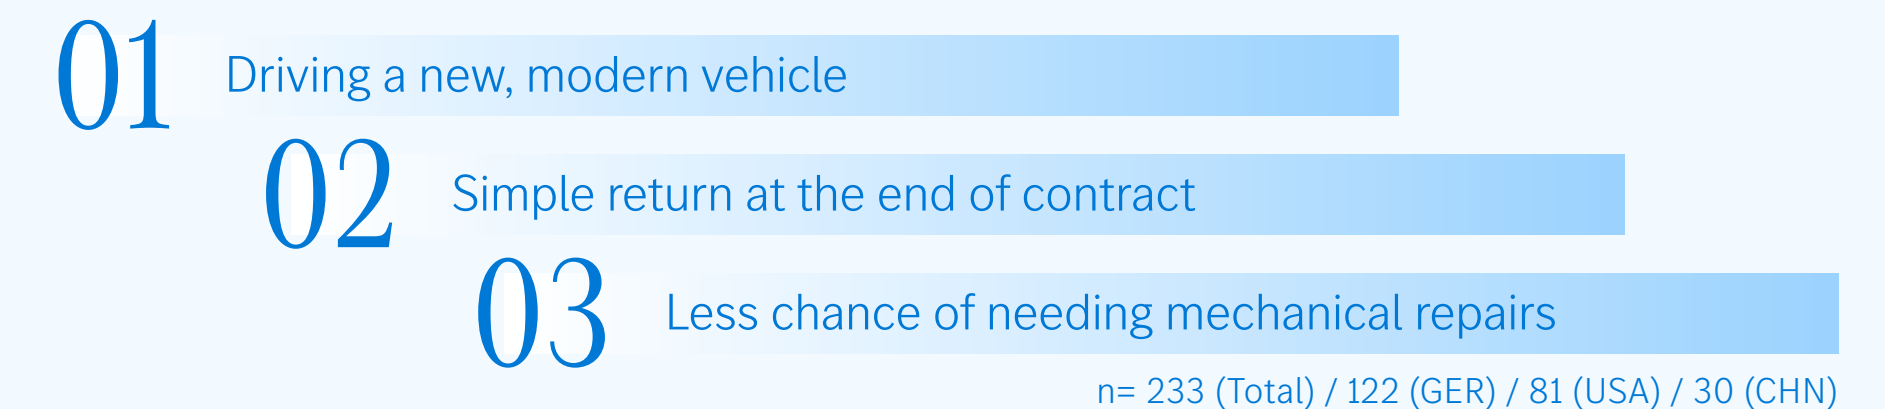 01 Driving a new, modern vehicle
02 Simple return at the end of contract
03 Less chance of needing mechanical repairs
n= 233 (Total) / 122 (GER) / 81 (USA) / 30 (CHN)